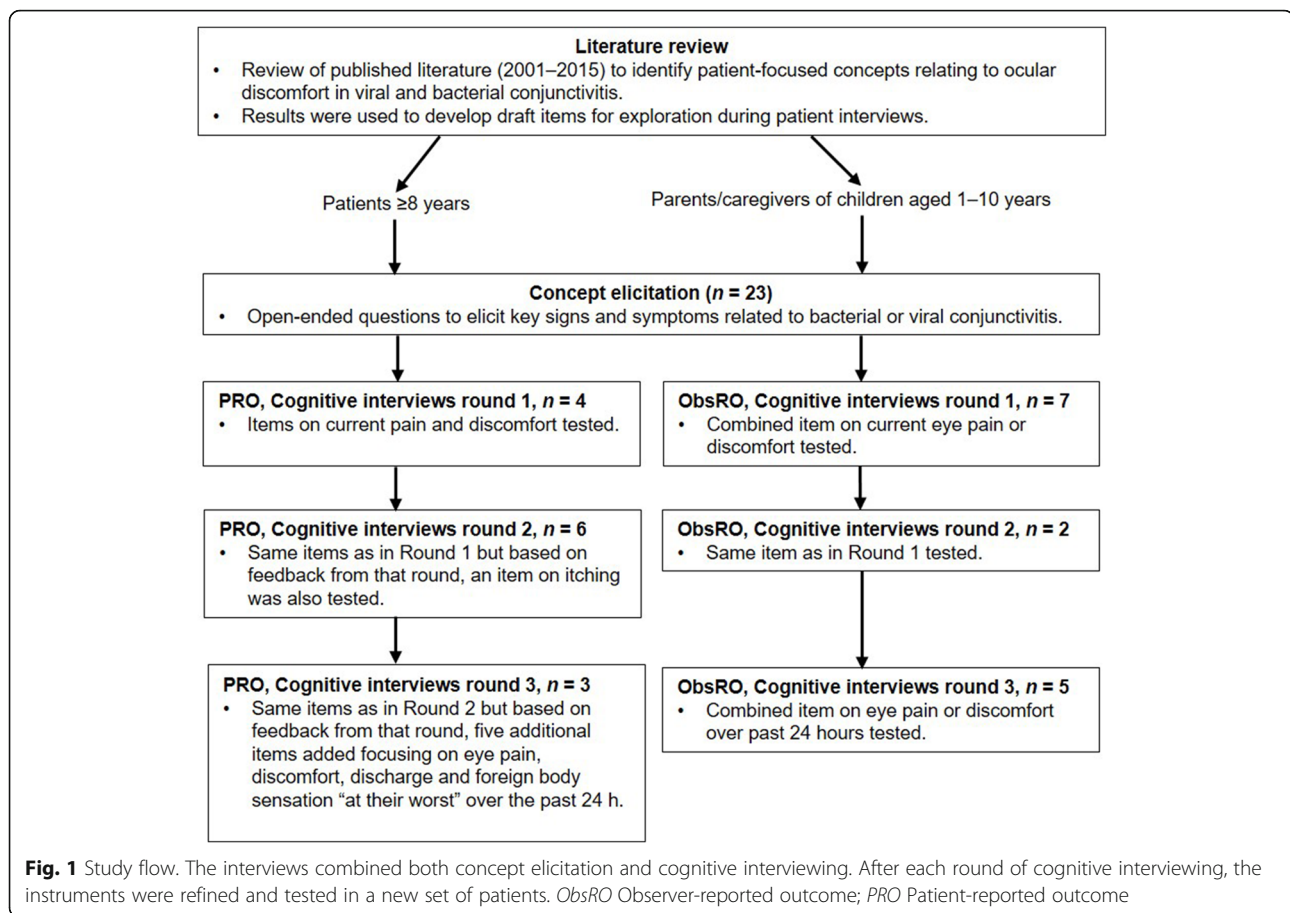 Literature review
• Review of published literature (2001–2015) to identify patient-focused concepts relating to ocular
discomfort in viral and bacterial conjunctivitis.
• Results were used to develop draft items for exploration during patient interviews.
Patients ≥8 years
Parents/caregivers of children aged 1–10 years
Concept elicitation (n = 23)
• Open-ended questions to elicit key signs and symptoms related to bacterial or viral conjunctivitis.
PRO, Cognitive interviews round 1, n = 4
• Items on current pain and discomfort tested.
ObsRO, Cognitive interviews round 1, n = 7
• Combined item on current eye pain or
discomfort tested.
PRO, Cognitive interviews round 2, n = 6
• Same items as in Round 1 but based on
feedback from that round, an item on itching
was also tested.
ObsRO, Cognitive interviews round 2, n = 2
• Same item as in Round 1 tested.
PRO, Cognitive interviews round 3, n = 3
• Same items as in Round 2 but based on
feedback from that round, five additional
items added focusing on eye pain,
discomfort, discharge and foreign body
sensation “at their worst” over the past 24 h.
ObsRO, Cognitive interviews round 3, n = 5
• Combined item on eye pain or discomfort
over past 24 hours tested.
Fig. 1 Study flow. The interviews combined both concept elicitation and cognitive interviewing. After each round of cognitive interviewing, the
instruments were refined and tested in a new set of patients. ObsRO Observer-reported outcome; PRO Patient-reported outcome